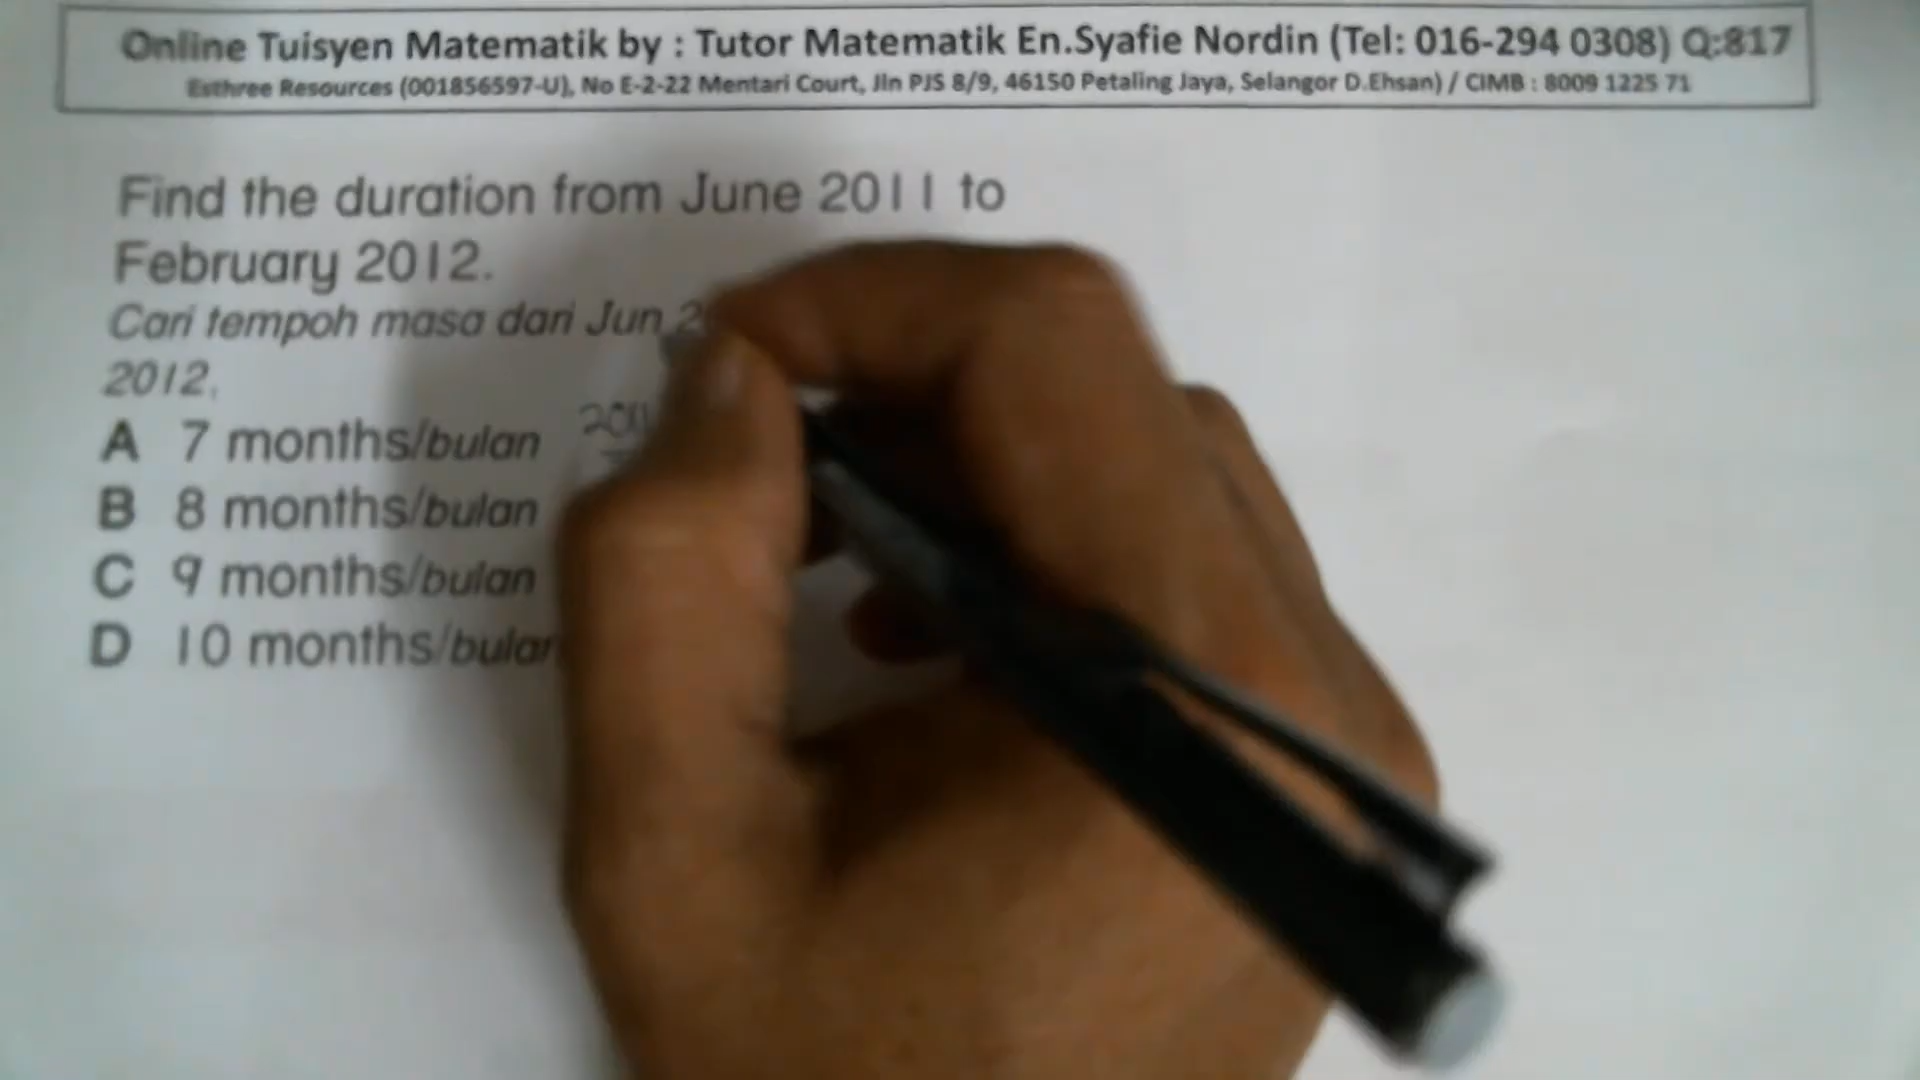 Online Tuisyen Matematik by : Tutor Matematik En.Syafie Nordin (Tel: 016-294 0308) Q:817
Esthree Resources (001856597-U), No E-2-22 Mentari Court, Jln PJS 8/9, 46150 Petaling Jaya, Selangor D.Ehsan) / CIMB : 8009 1225 71
Find the duration from June 2011 to
February 2012.
Cari tempoh masa dari Jun
2012.
A 7 months/bulan
2011
B 8 months/bulan
C 9 months/bulan
D 10 months/bulan